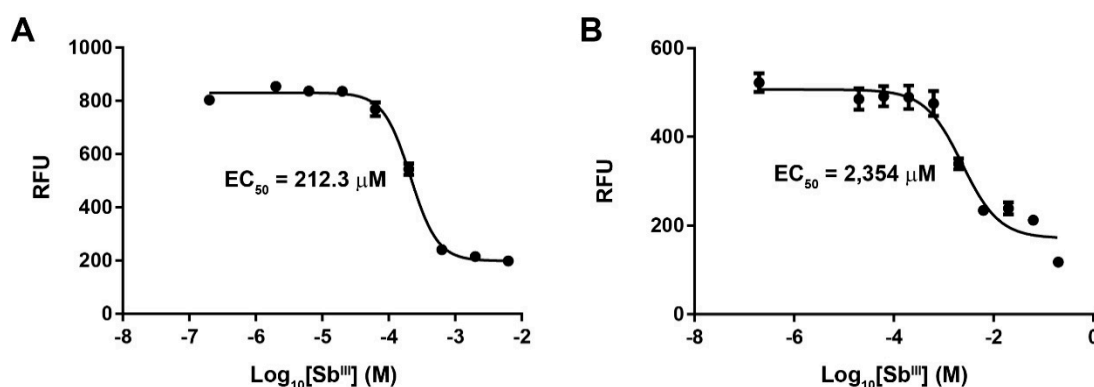 A
RFU
1000
800
600
400
200
0
EC₅₀ = 212.3 μM
-8 -7 -6 -5 -4 -3 -2
Log₁₀[Sbᴵᴵᴵ] (M)
B
RFU
600
400
200
0
EC₅₀ = 2,354 μM
-8 -6 -4 -2 0
Log₁₀[Sbᴵᴵᴵ] (M)